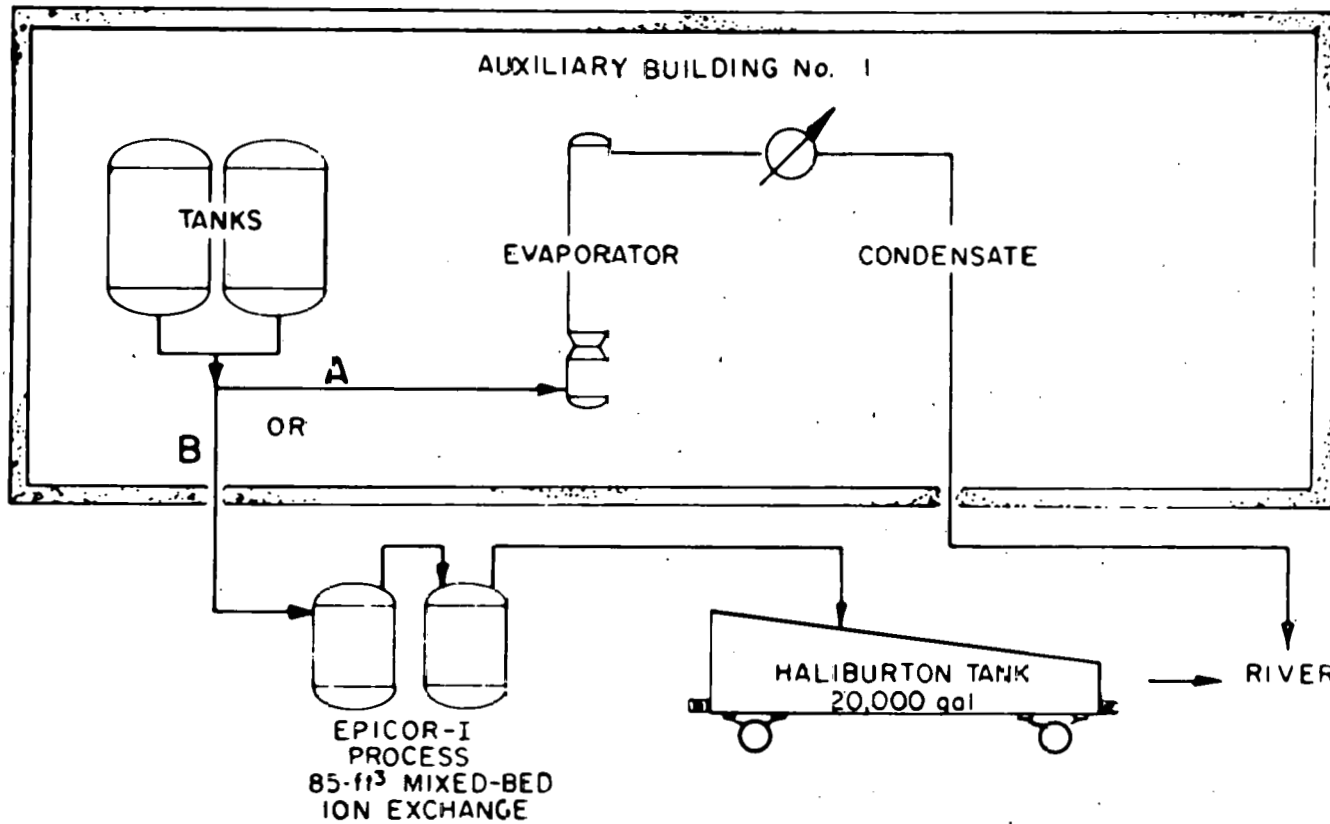 AUXILIARY BUILDING No. 1
TANKS
EVAPORATOR
CONDENSATE
A
OR
B
HALIBURTON TANK
20,000 gal
RIVER
EPICOR-I
PROCESS
85-ft³ MIXED-BED
ION EXCHANGE